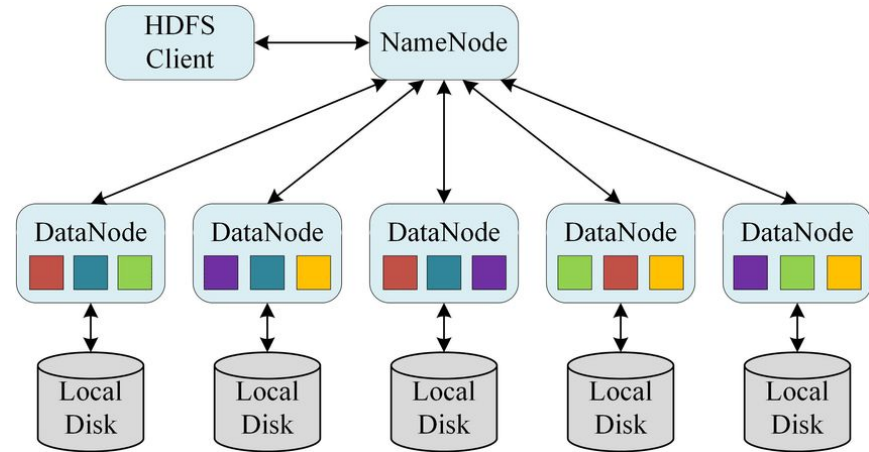 HDFS
Client
NameNode
DataNode
DataNode
DataNode
DataNode
DataNode
Local
Disk
Local
Disk
Local
Disk
Local
Disk
Local
Disk